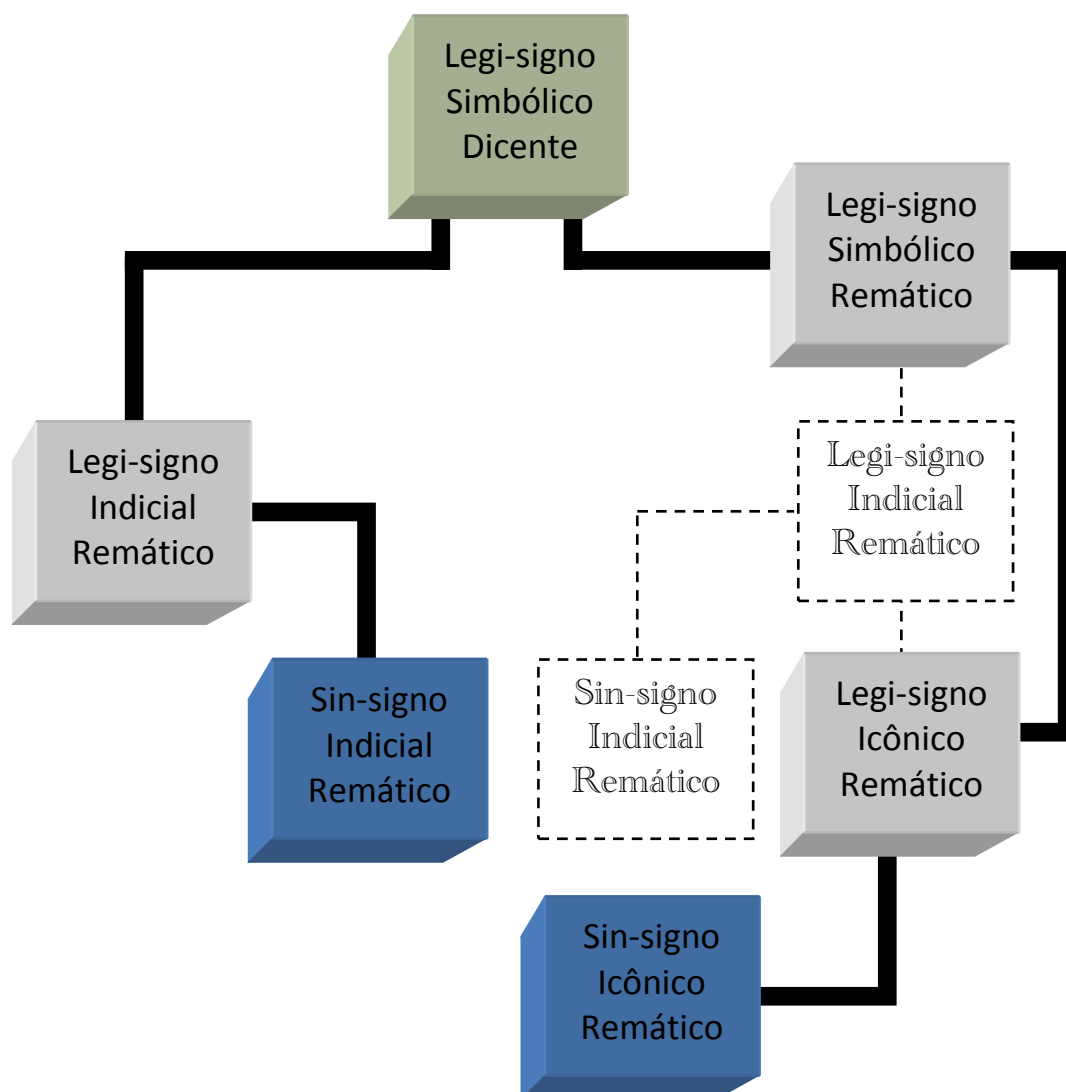 Legi-signo
Simbólico
Dicente
Legi-signo
Simbólico
Remático
Legi-signo
Indicial
Remático
Legi-signo
Indicial
Remático
Sin-signo
Indicial
Remático
Sin-signo
Indicial
Remático
Legi-signo
Icônico
Remático
Sin-signo
Icônico
Remático